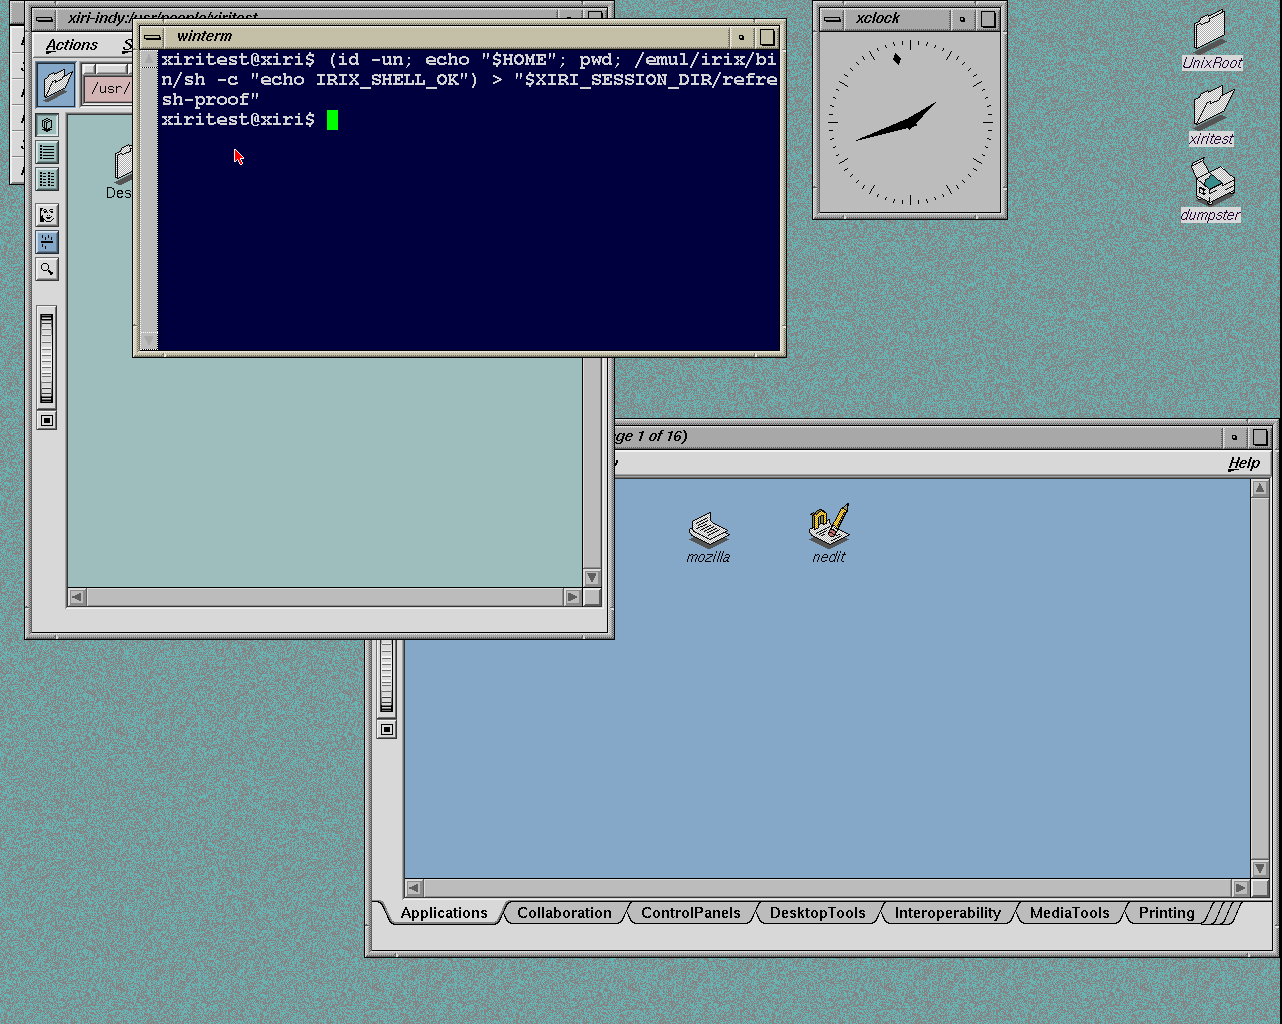 xiri-indy:/usr/people/xiritest
Actions
/usr/
winterm
xiritest@xiri$ (id -un; echo "$HOME"; pwd; /emul/irix/bi
n/sh -c "echo IRIX_SHELL_OK") > "$XIRI_SESSION_DIR/refre
sh-proof"
xiritest@xiri$
xclock
UnixRoot
xiritest
dumpster
1 of 16)
Help
mozilla
nedit
Applications
Collaboration
ControlPanels
DesktopTools
Interoperability
MediaTools
Printing